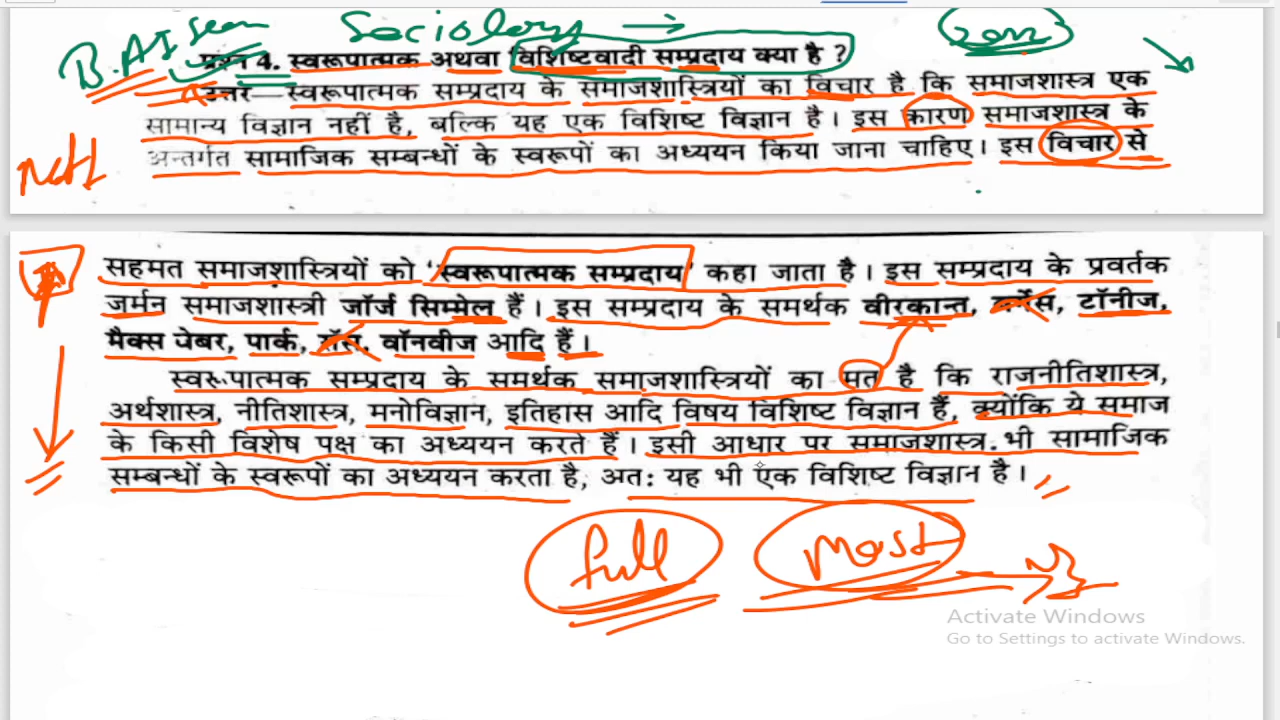 B.A I sem Sociology →
प्रश्न 4. स्वरूपात्मक अथवा विशिष्टवादी सम्प्रदाय क्या है ?
उत्तर—स्वरूपात्मक सम्प्रदाय के समाजशास्त्रियों का विचार है कि समाजशास्त्र एक
सामान्य विज्ञान नहीं है, बल्कि यह एक विशिष्ट विज्ञान है। इस कारण समाजशास्त्र के
अन्तर्गत सामाजिक सम्बन्धों के स्वरूपों का अध्ययन किया जाना चाहिए। इस विचार से
सहमत समाजशास्त्रियों को 'स्वरूपात्मक सम्प्रदाय' कहा जाता है। इस सम्प्रदाय के प्रवर्तक
जर्मन समाजशास्त्री जॉर्ज सिम्मेल हैं। इस सम्प्रदाय के समर्थक वीरकान्त, टॉनीज,
मैक्स वेबर, पार्क, रॉस, वॉनवीज आदि हैं।
स्वरूपात्मक सम्प्रदाय के समर्थक समाजशास्त्रियों का मत है कि राजनीतिशास्त्र,
अर्थशास्त्र, नीतिशास्त्र, मनोविज्ञान, इतिहास आदि विषय विशिष्ट विज्ञान हैं, क्योंकि ये समाज
के किसी विशेष पक्ष का अध्ययन करते हैं। इसी आधार पर समाजशास्त्र भी सामाजिक
सम्बन्धों के स्वरूपों का अध्ययन करता है, अतः यह भी एक विशिष्ट विज्ञान है।
full Most
Activate Windows
Go to Settings to activate Windows.